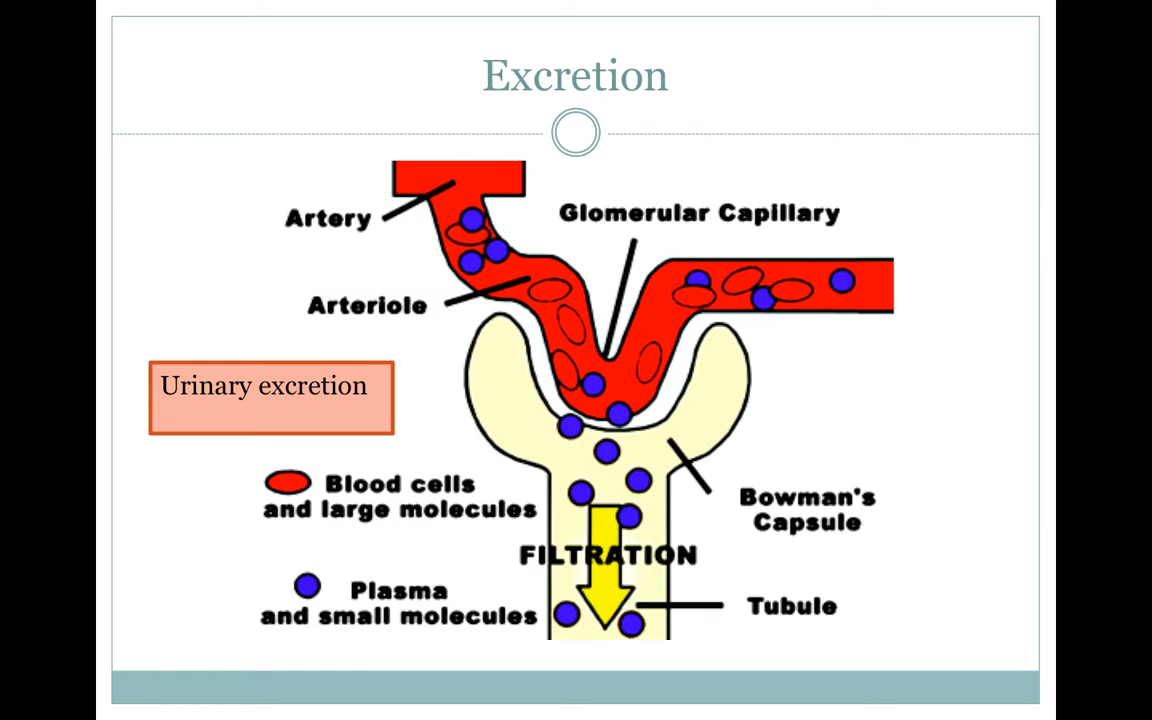 Excretion
Artery
Glomerular Capillary
Arteriole
Urinary excretion
Blood cells
and large molecules
Bowman's
Capsule
FILTRATION
Plasma
and small molecules
Tubule